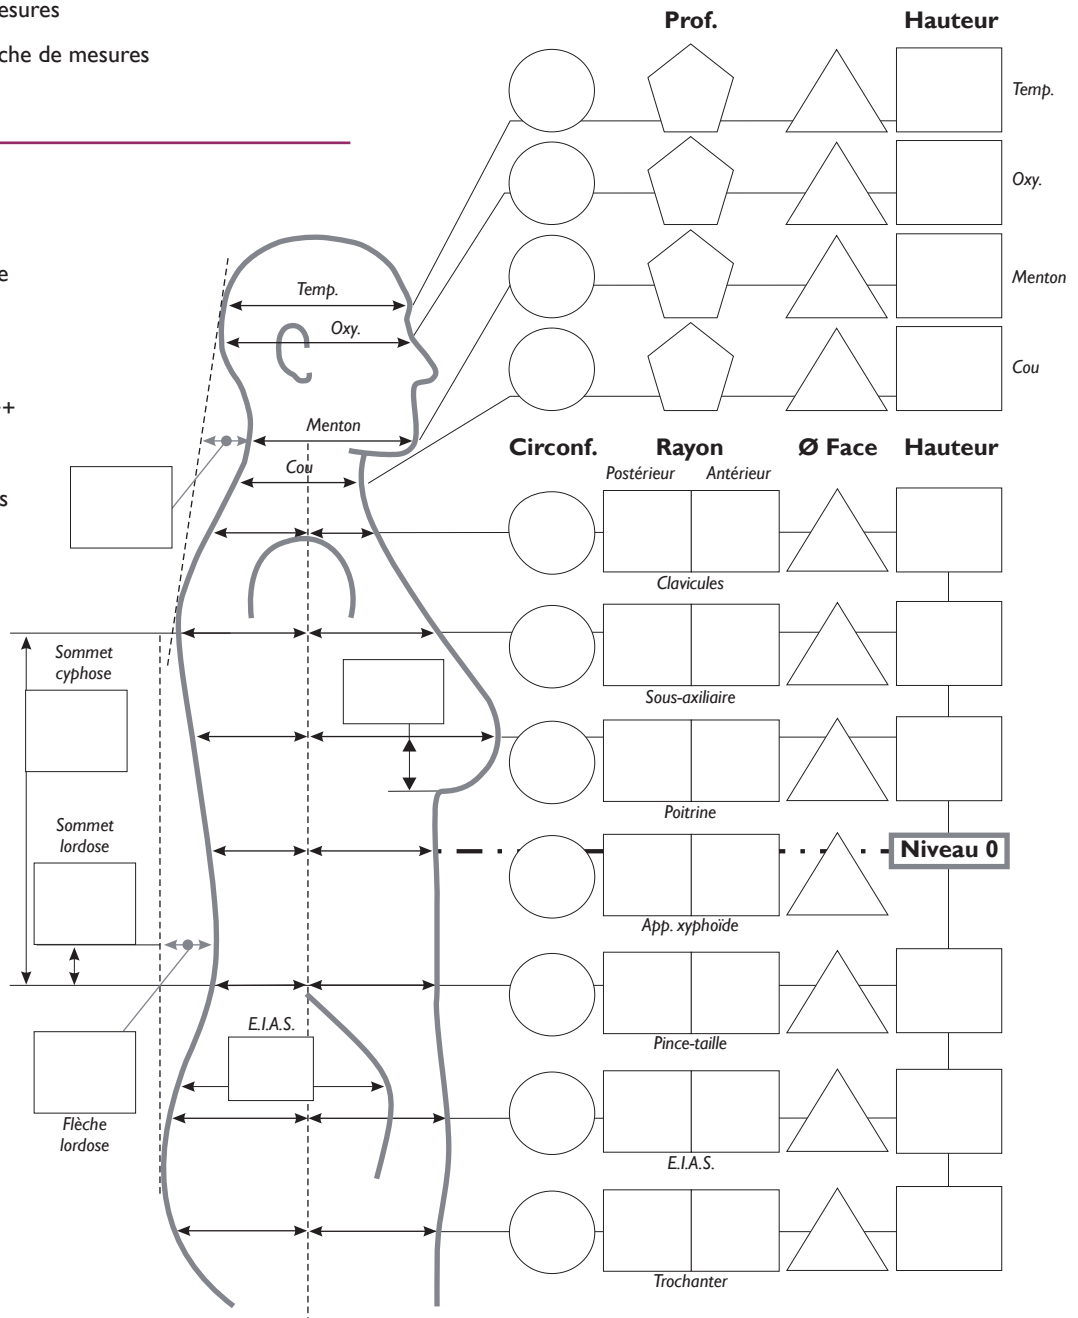 esures
che de mesures
e
+
s
Prof.
Hauteur
Temp.
Oxy.
Menton
Cou
Temp.
Oxy.
Menton
Cou
Circonf.
Rayon
Ø Face
Hauteur
Postérieur
Antérieur
Clavicules
Sous-axiliaire
Sommet
cyphose
Poitrine
Sommet
lordose
Niveau 0
App. xyphoïde
Pince-taille
E.I.A.S.
Flèche
lordose
E.I.A.S.
Trochanter